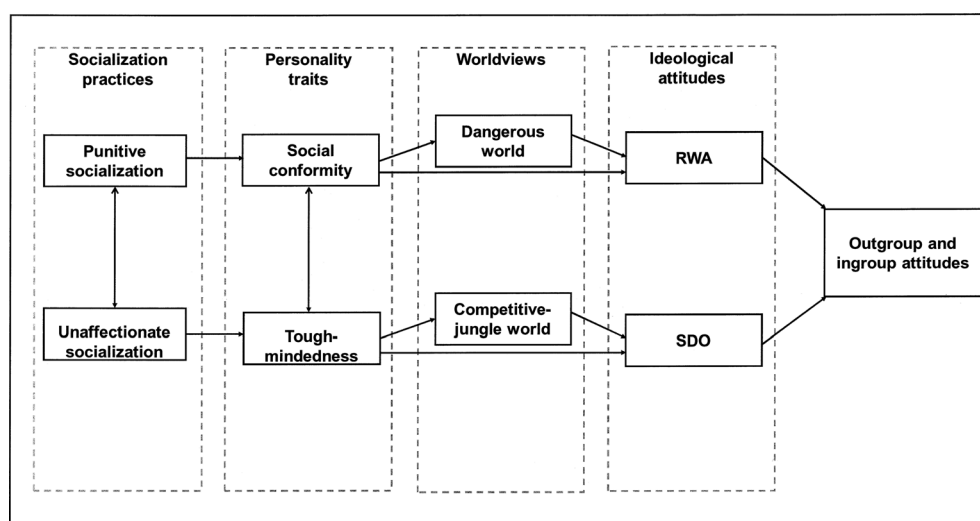 Socialization
practices
Personality
traits
Worldviews
Ideological
attitudes
Punitive
socialization
Social
conformity
Dangerous
world
RWA
Outgroup and
ingroup attitudes
Unaffectionate
socialization
Tough-
mindedness
Competitive-
jungle world
SDO